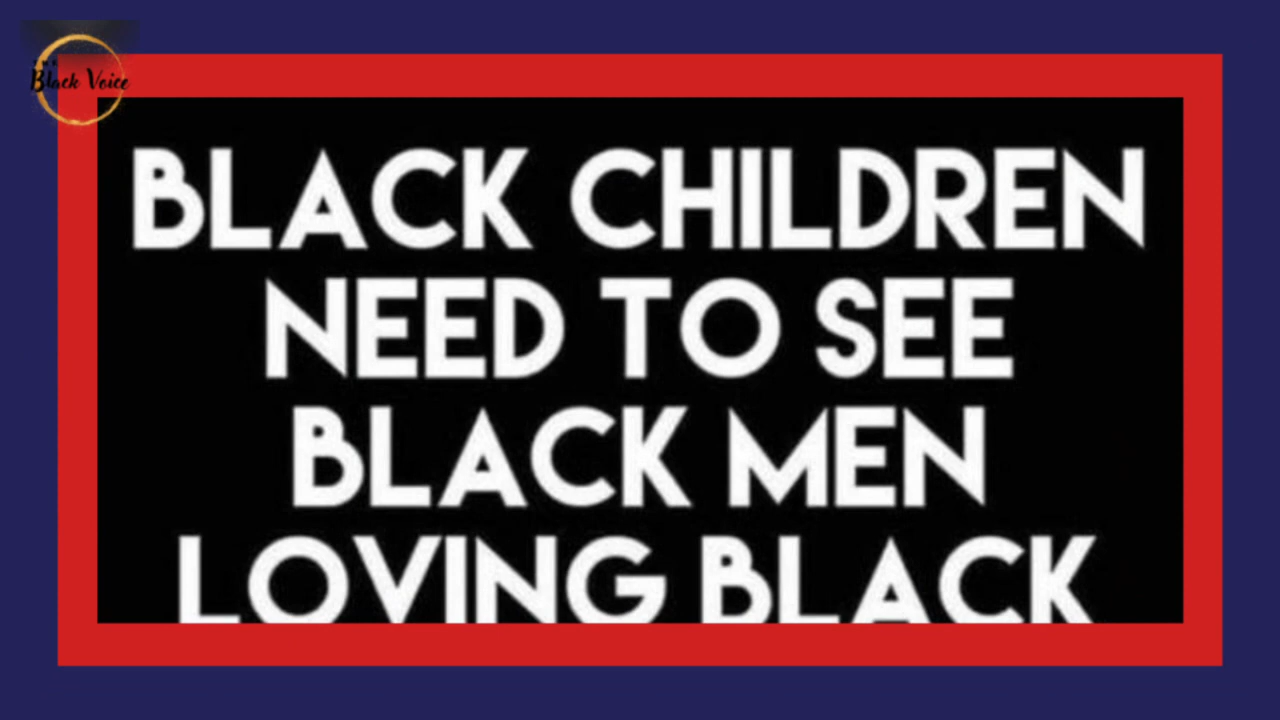 Black Voice
BLACK CHILDREN
NEED TO SEE
BLACK MEN
LOVING BLACK